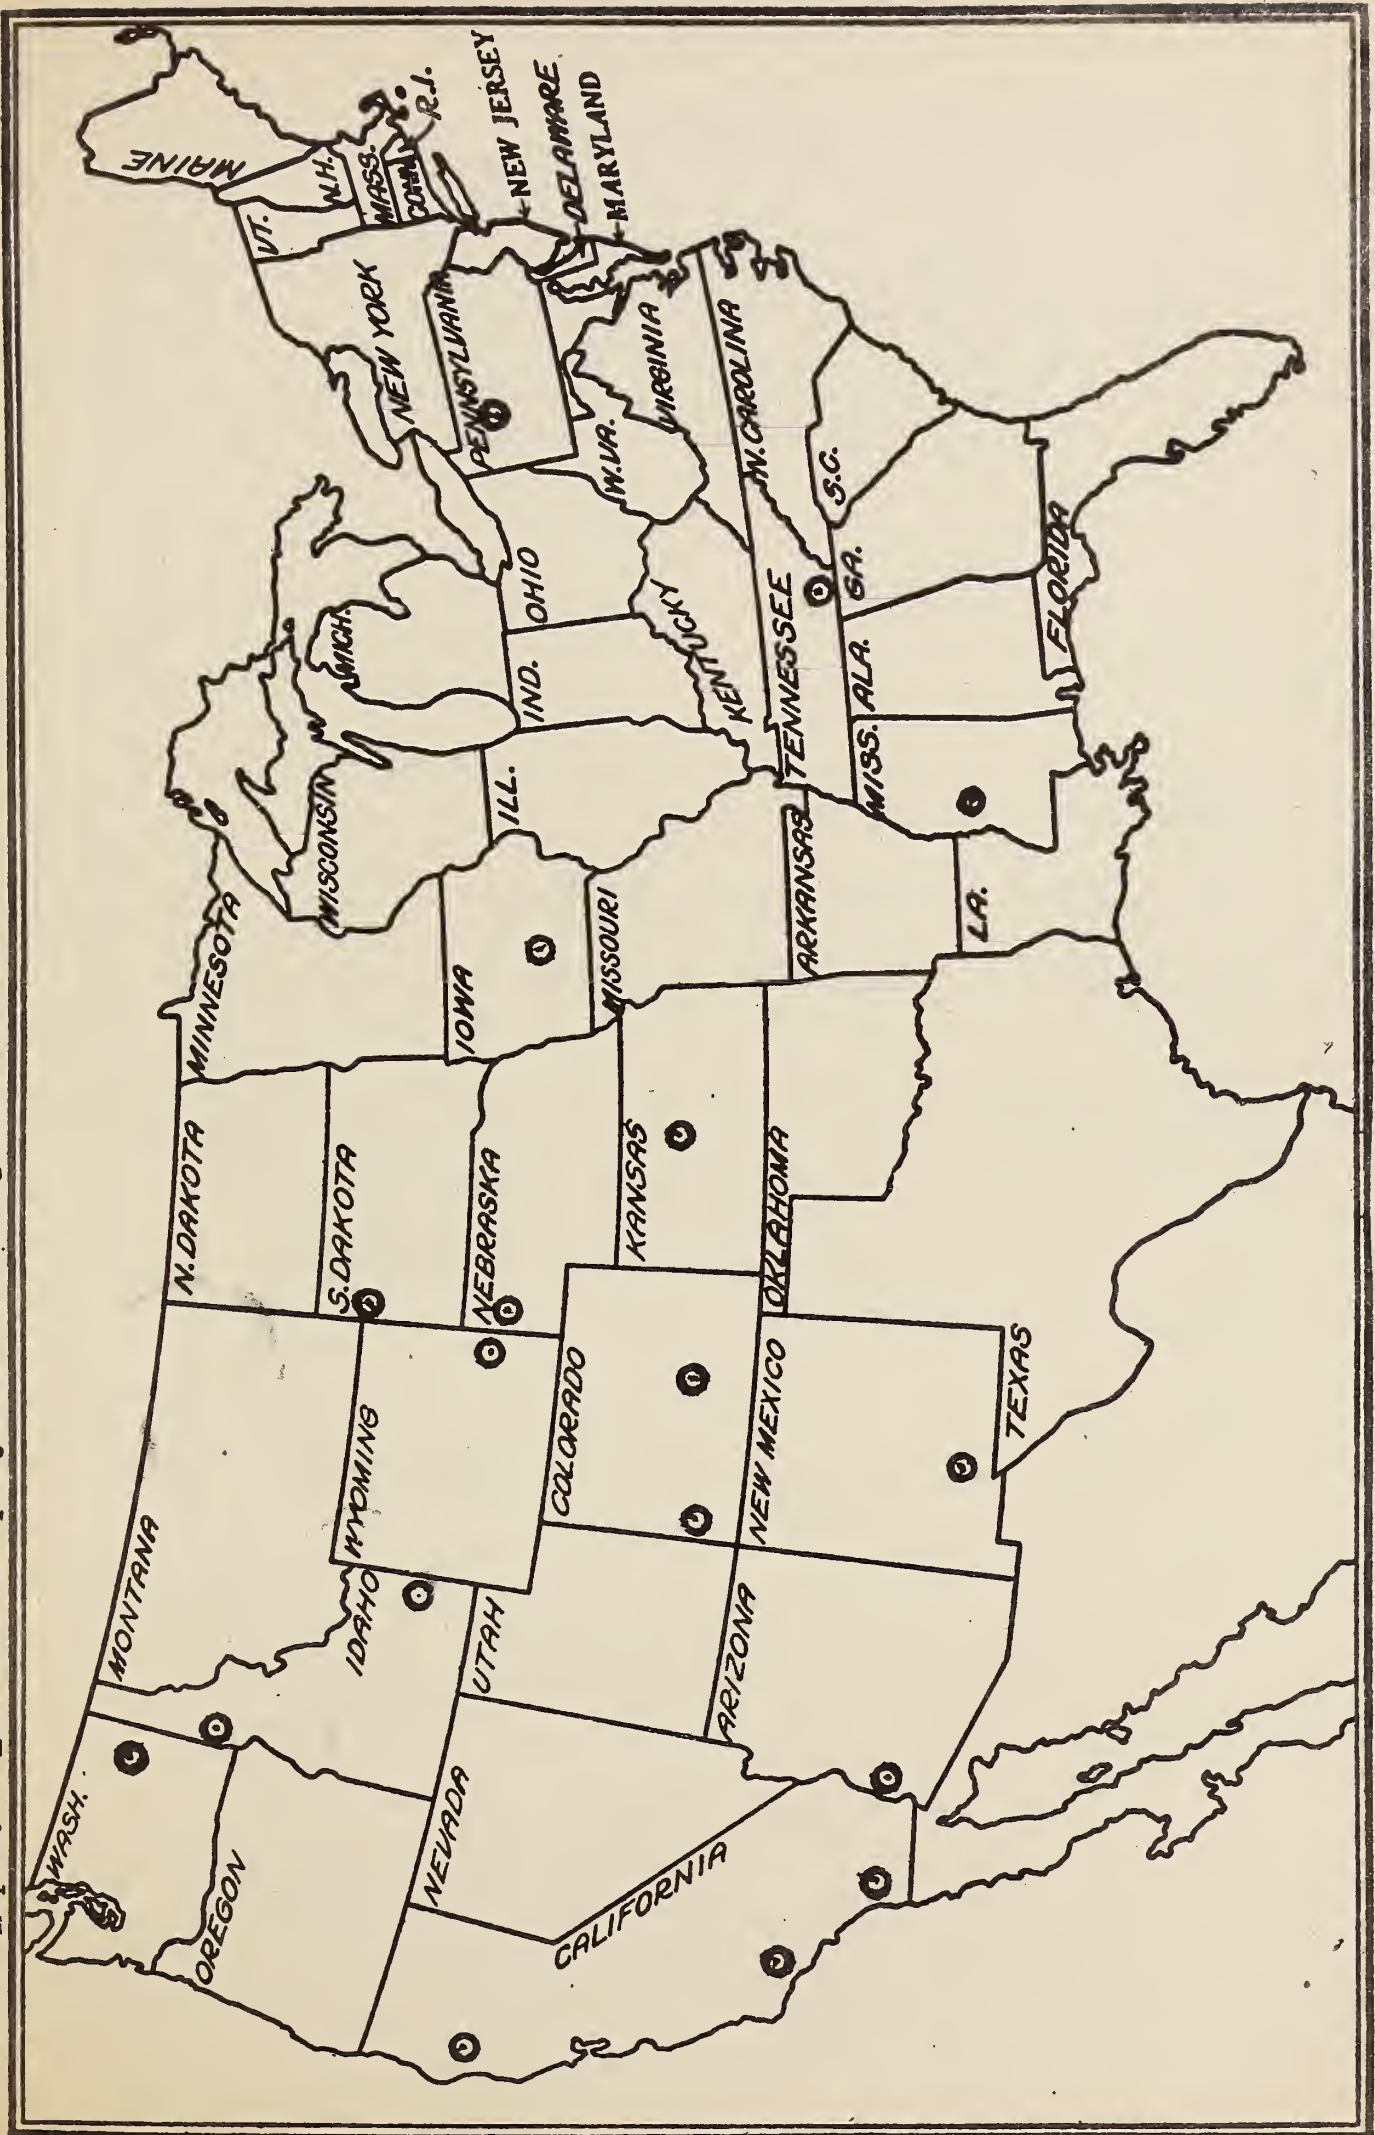 WASH.
MONTANA
N. DAKOTA
MINNESOTA
OREGON
IDAHO
WYOMING
S. DAKOTA
WISCONSIN
MICH.
NEVADA
UTAH
COLORADO
NEBRASKA
IOWA
ILL.
IND.
OHIO
CALIFORNIA
ARIZONA
NEW MEXICO
KANSAS
MISSOURI
KENTUCKY
W.VA.
VIRGINIA
OKLAHOMA
ARKANSAS
TENNESSEE
N. CAROLINA
TEXAS
LA.
MISS.
ALA.
GA.
S.C.
FLORIDA
PENNSYLVANIA
NEW YORK
VT.
N.H.
MAINE
MASS.
CONN.
R.I.
NEW JERSEY
DELAWARE
MARYLAND